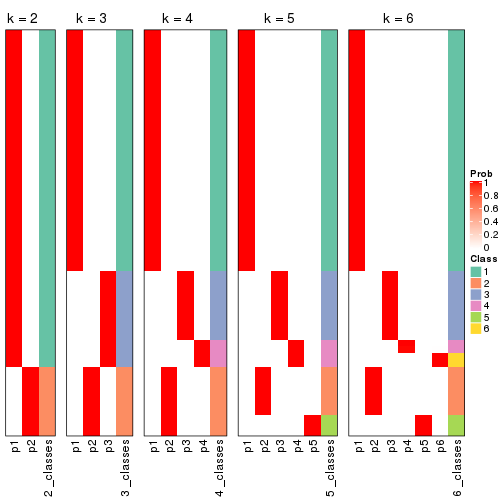 k = 2
k = 3
k = 4
k = 5
k = 6
Prob
1
0.8
0.6
0.4
0.2
0
Class
1
2
3
4
5
6
p1
p2
2_classes
p1
p2
p3
3_classes
p1
p2
p3
p4
4_classes
p1
p2
p3
p4
p5
5_classes
p1
p2
p3
p4
p5
p6
6_classes